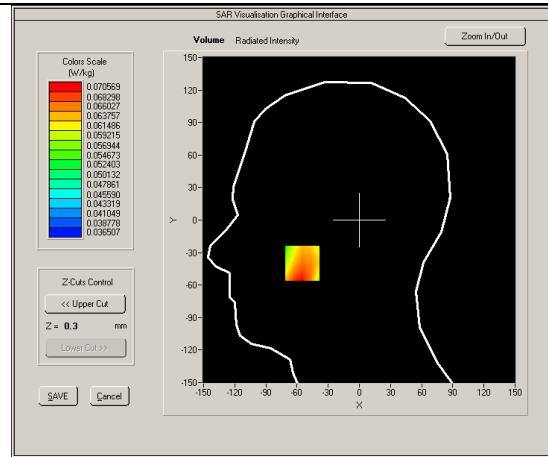 SAR Visualisation Graphical Interface
Volume Radiated Intensity
Zoom In/Out
Colors Scale
(W/kg)
0.070569
0.068298
0.066027
0.063757
0.061486
0.059215
0.056944
0.054673
0.052403
0.050132
0.047861
0.045590
0.043319
0.041049
0.038778
0.036507
Z-Cuts Control
<< Upper Cut
Z = 0.3 mm
Lower Cut >>
SAVE Cancel
150
120
90
60
30
0
-30
-60
-90
-120
-150
Y
-150 -120 -90 -60 -30 0 30 60 90 120 150
X